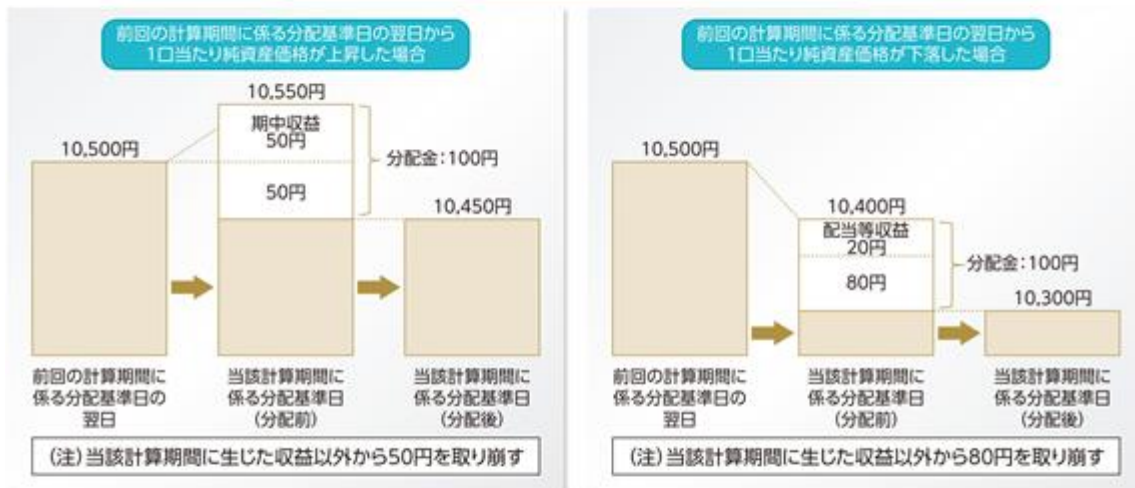 前回の計算期間に係る分配基準日の翌日から
1口当たり純資産価格が上昇した場合
10,550円
期中収益
50円
10,500円
分配金:100円
50円
10,450円
前回の計算期間に
係る分配基準日の
翌日
当該計算期間に
係る分配基準日
(分配前)
当該計算期間に
係る分配基準日
(分配後)
(注)当該計算期間に生じた収益以外から50円を取り崩す
前回の計算期間に係る分配基準日の翌日から
1口当たり純資産価格が下落した場合
10,500円
10,400円
配当等収益
20円
分配金:100円
80円
10,300円
前回の計算期間に
係る分配基準日の
翌日
当該計算期間に
係る分配基準日
(分配前)
当該計算期間に
係る分配基準日
(分配後)
(注)当該計算期間に生じた収益以外から80円を取り崩す